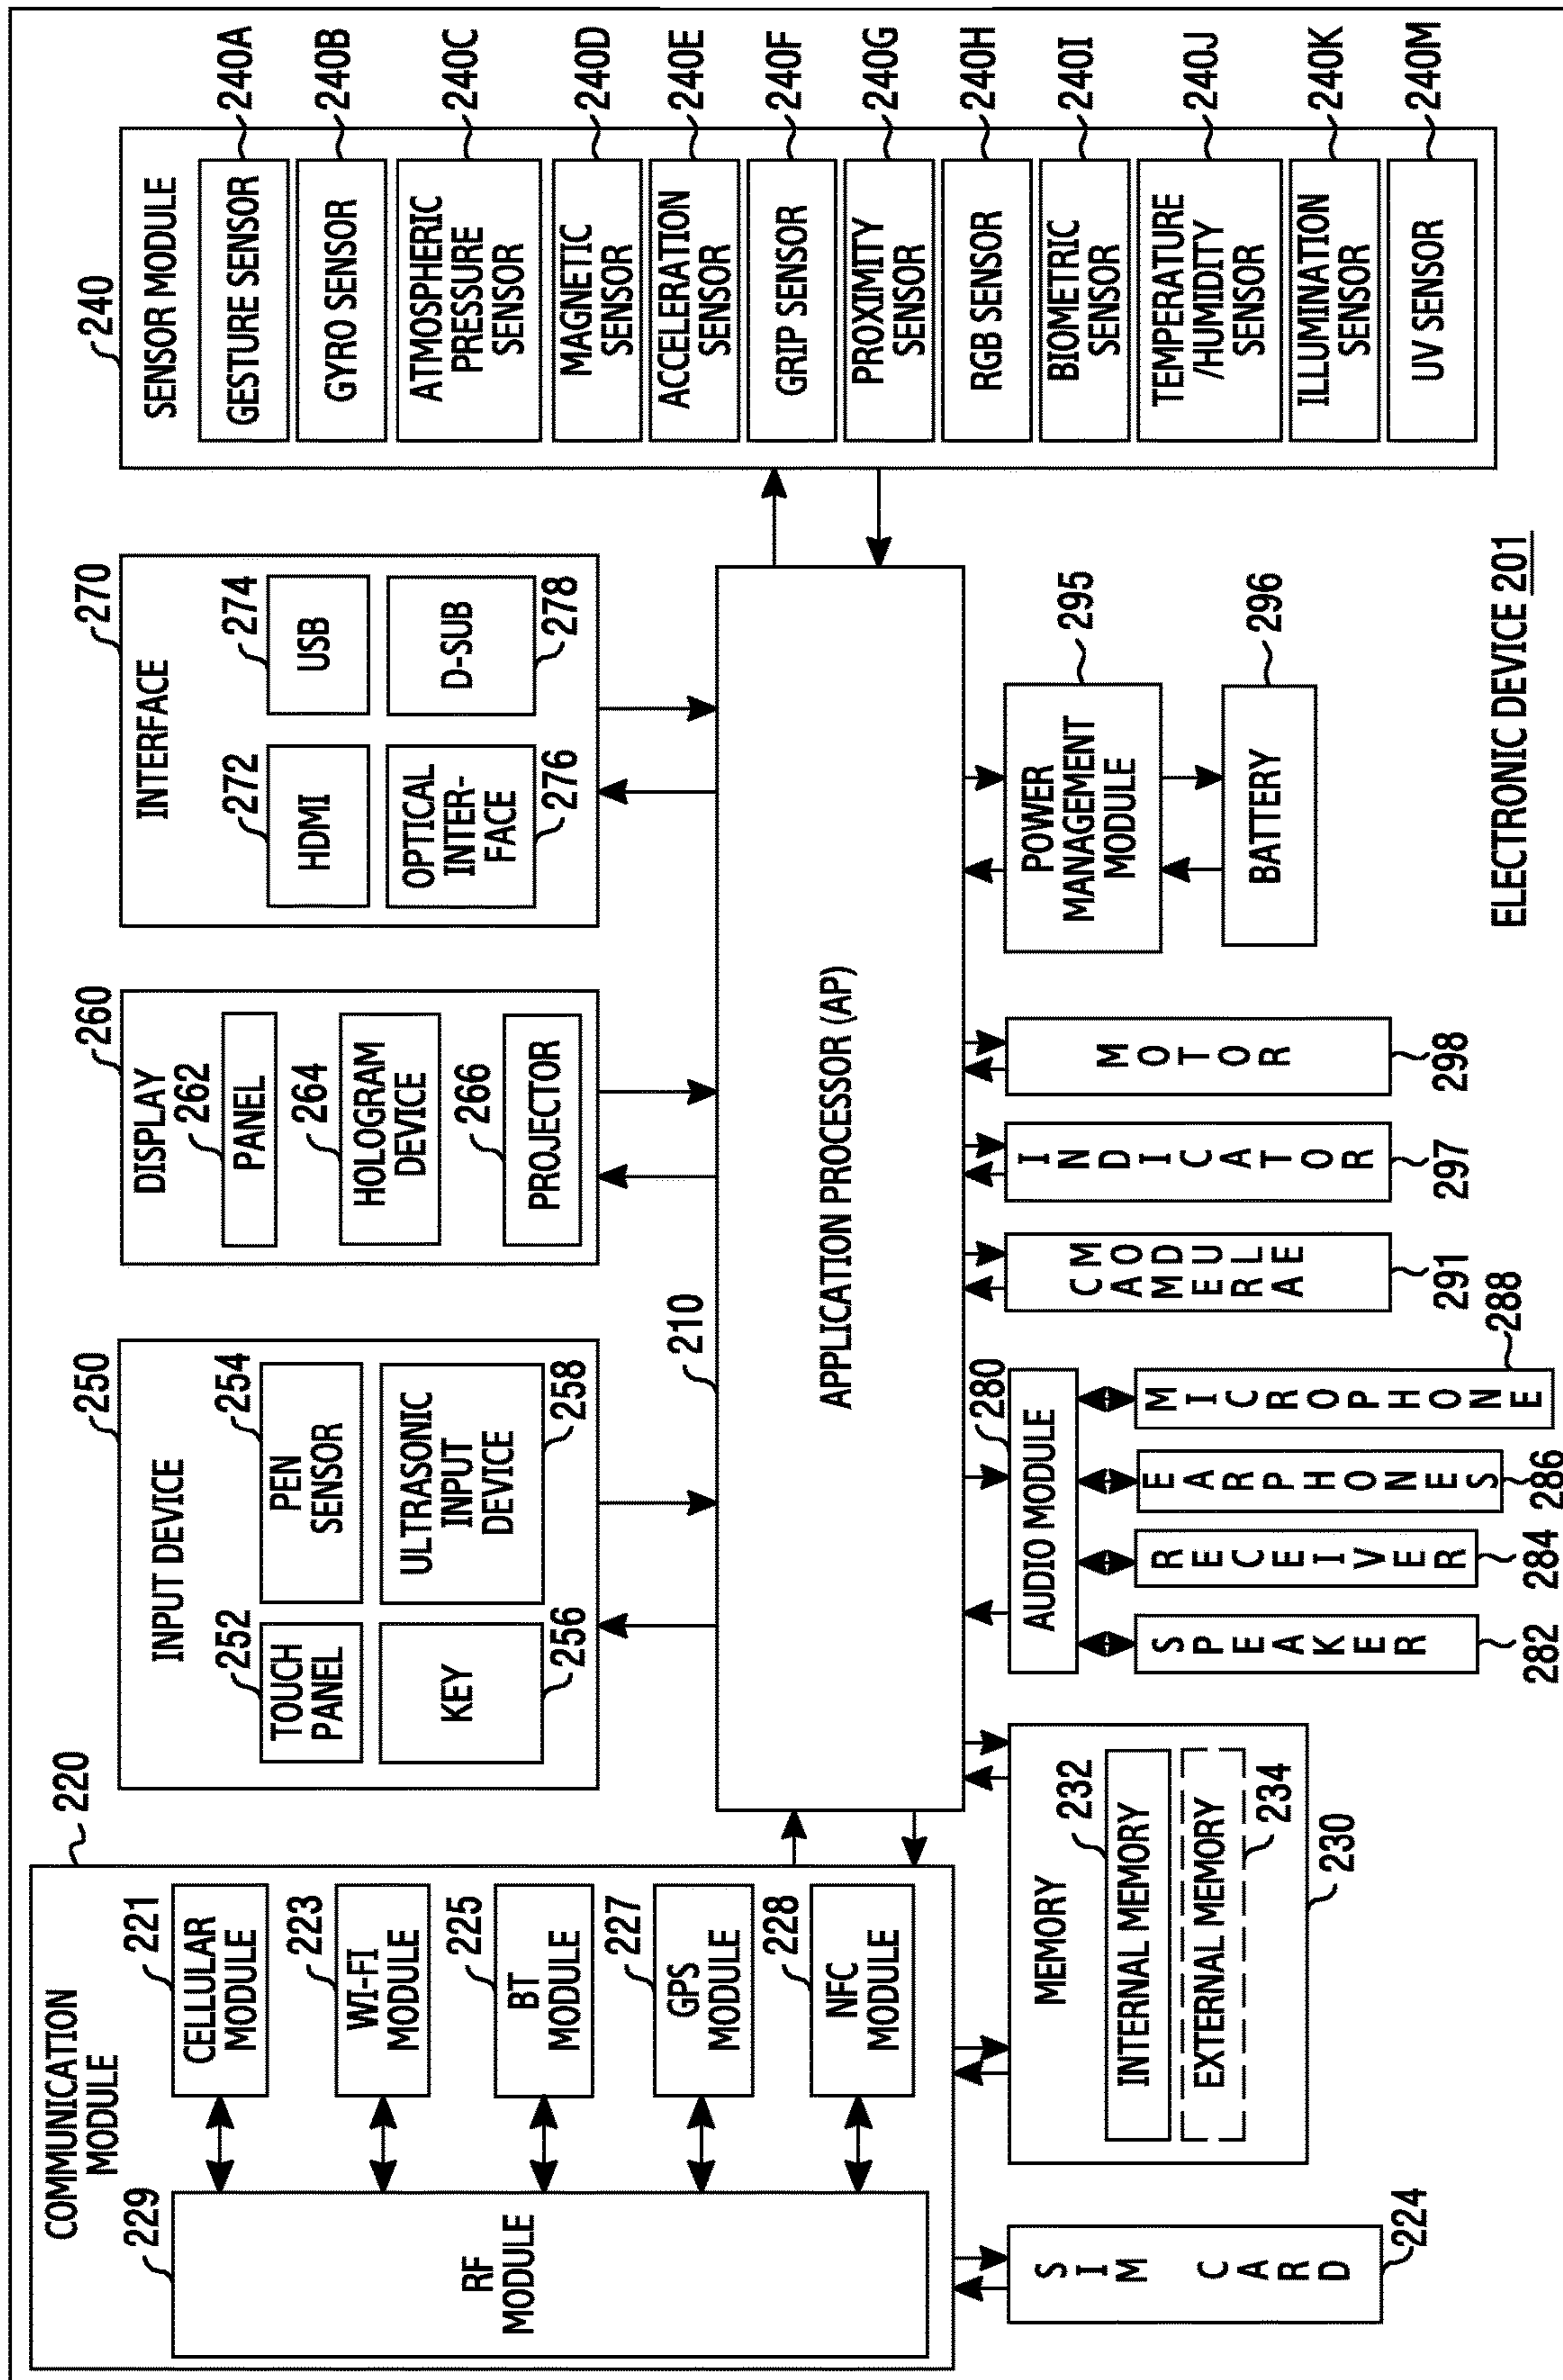 COMMUNICATION
MODULE
220
229
RF
MODULE
221
CELLULAR
MODULE
223
WI-FI
MODULE
225
BT
MODULE
227
GPS
MODULE
228
NFC
MODULE
250
INPUT DEVICE
252
TOUCH
PANEL
254
PEN
SENSOR
KEY
256
ULTRASONIC
INPUT
DEVICE
258
260
DISPLAY
262
PANEL
264
HOLOGRAM
DEVICE
266
PROJECTOR
270
INTERFACE
272
HDMI
274
USB
OPTICAL
INTER-
FACE
276
D-SUB
278
240
SENSOR MODULE
GESTURE SENSOR
240A
GYRO SENSOR
240B
ATMOSPHERIC
PRESSURE
SENSOR
240C
MAGNETIC
SENSOR
240D
ACCELERATION
SENSOR
240E
GRIP SENSOR
240F
PROXIMITY
SENSOR
240G
RGB SENSOR
240H
BIOMETRIC
SENSOR
240I
TEMPERATURE
/HUMIDITY
SENSOR
240J
ILLUMINATION
SENSOR
240K
UV SENSOR
240M
210
APPLICATION PROCESSOR (AP)
SIM CARD
224
MEMORY
232
INTERNAL MEMORY
EXTERNAL MEMORY
234
230
280
AUDIO MODULE
SPEAKER
282
RECEIVER
284
EARPHONES
286
MICROPHONE
288
CAMERA
MODULE
291
INDICATOR
297
MOTOR
298
POWER
MANAGEMENT
MODULE
295
BATTERY
296
ELECTRONIC DEVICE 201